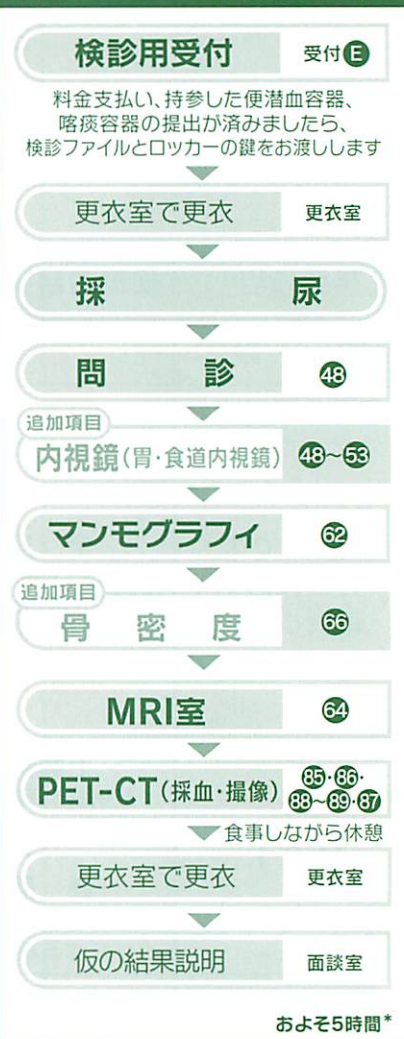 検診用受付 受付E
料金支払い、持参した便潜血容器、
喀痰容器の提出が済みましたら、
検診ファイルとロッカーの鍵をお渡しします
更衣室で更衣 更衣室
採尿
問診 48
追加項目
内視鏡(胃・食道内視鏡) 48~53
マンモグラフィ 62
追加項目
骨密度 66
MRI室 64
PET-CT(採血・撮像) 85・86・
88~89・87
食事しながら休憩
更衣室で更衣 更衣室
仮の結果説明 面談室
およそ5時間*